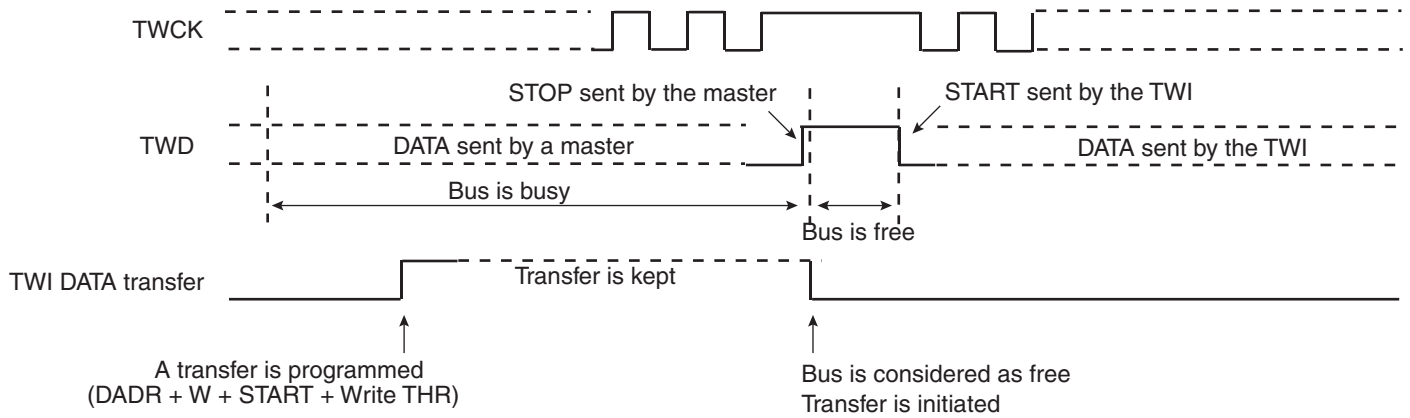 TWCK
STOP sent by the master
START sent by the TWI
TWD
DATA sent by a master
DATA sent by the TWI
Bus is busy
Bus is free
TWI DATA transfer
Transfer is kept
A transfer is programmed
(DADR + W + START + Write THR)
Bus is considered as free
Transfer is initiated